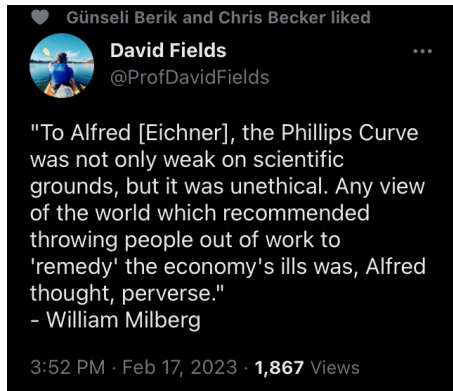 Günseli Berik and Chris Becker liked
David Fields
@ProfDavidFields
"To Alfred [Eichner], the Phillips Curve
was not only weak on scientific
grounds, but it was unethical. Any view
of the world which recommended
throwing people out of work to
'remedy' the economy's ills was, Alfred
thought, perverse."
- William Milberg
3:52 PM · Feb 17, 2023 · 1,867 Views